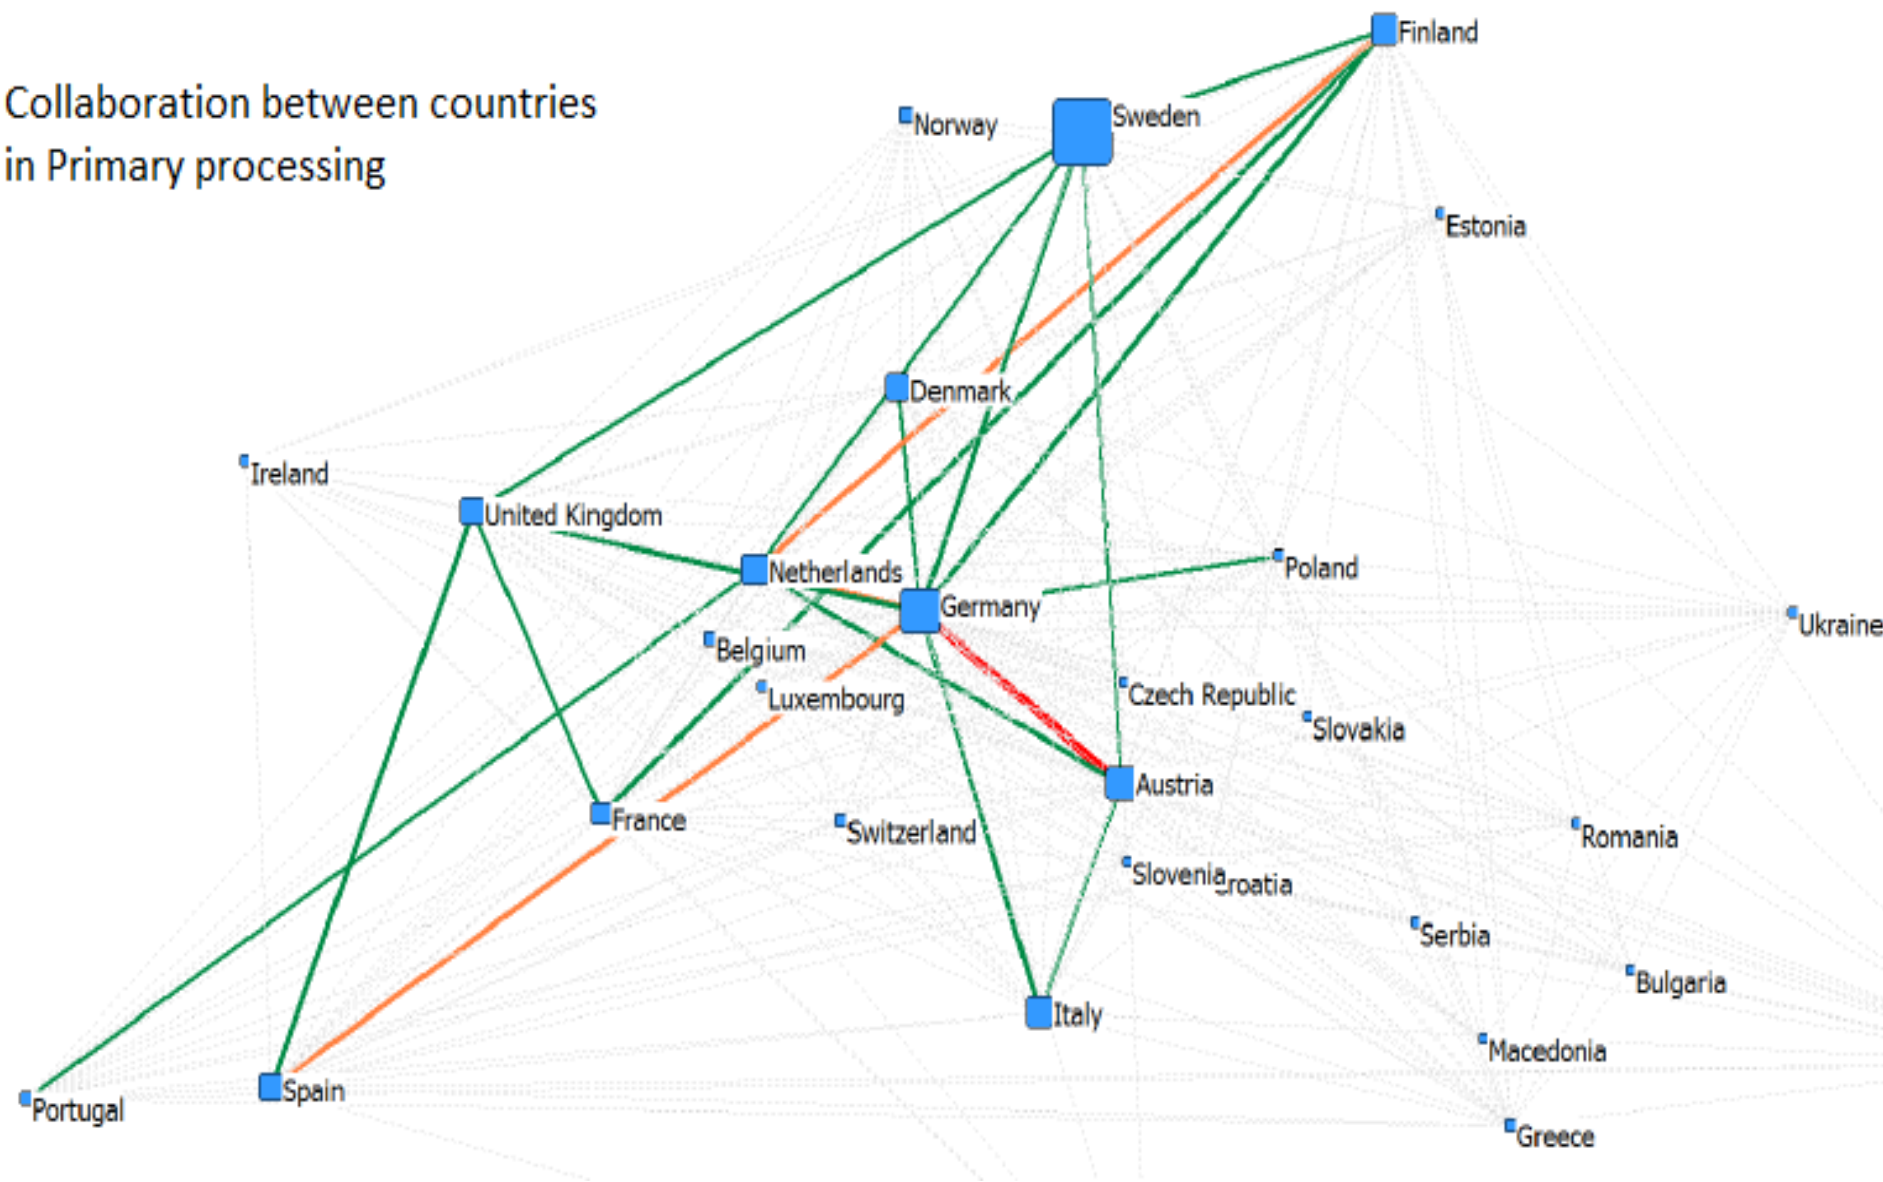 Finland
Collaboration between countries
in Primary processing
Norway
Sweden
Estonia
Denmark
Ireland
United Kingdom
Netherlands
Poland
Germany
Ukraine
Belgium
Luxembourg
Czech Republic
Slovakia
Austria
France
Switzerland
Romania
Slovenia
roatia
Serbia
Bulgaria
Italy
Macedonia
Spain
Portugal
Greece